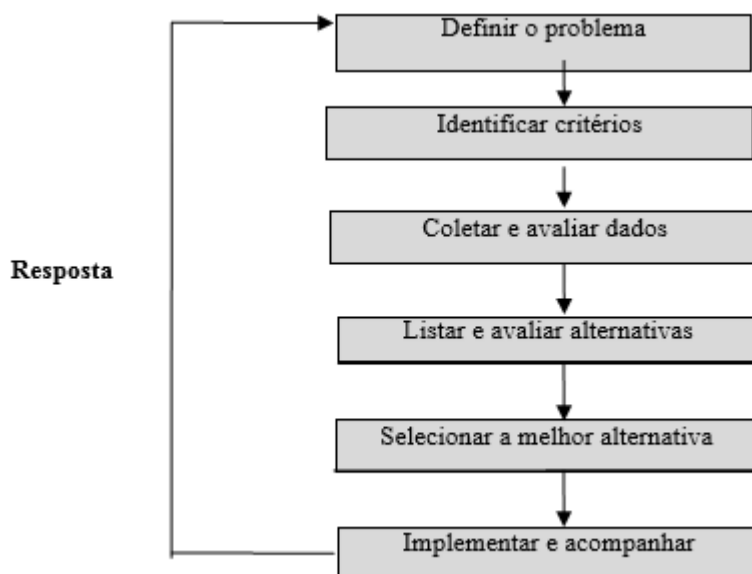 Definir o problema
Identificar critérios
Coletar e avaliar dados
Resposta
Listar e avaliar alternativas
Selecionar a melhor alternativa
Implementar e acompanhar